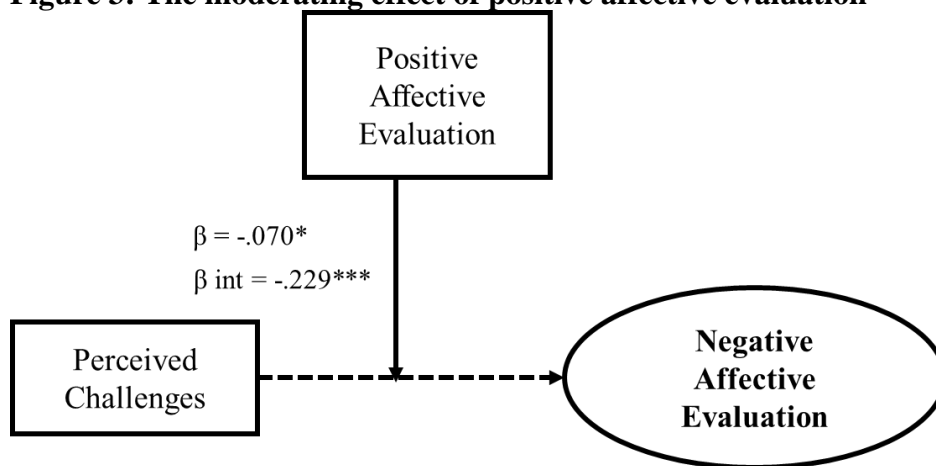 Figure 3: The moderating effect of positive affective evaluation
Positive
Affective
Evaluation
β = -.070*
β int = -.229***
Perceived
Challenges
Negative
Affective
Evaluation